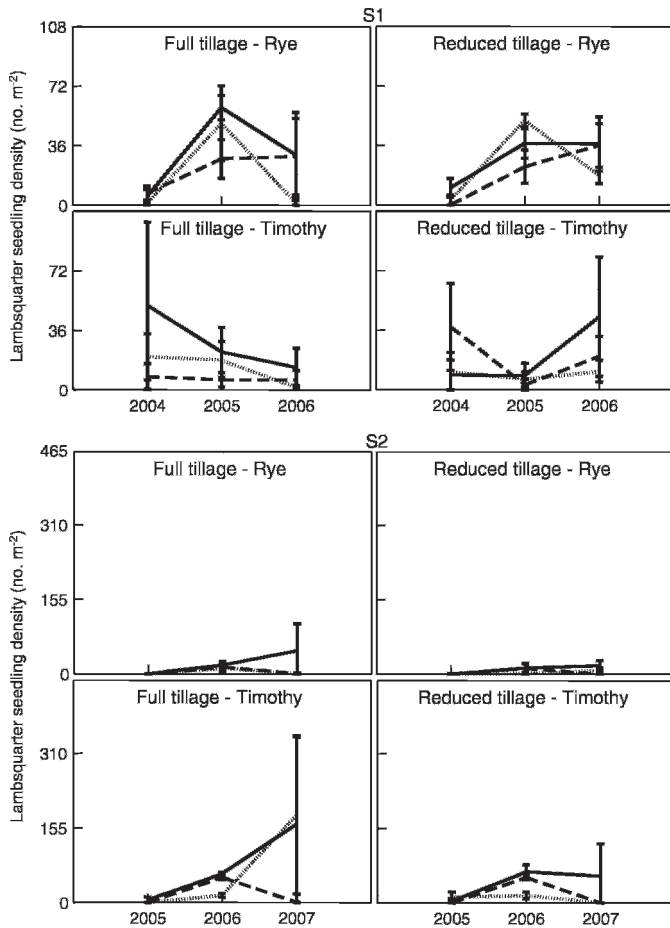 S1
Lambsquarter seedling density (no. m-2)
108
72
36
0
72
36
0
Full tillage - Rye
Reduced tillage - Rye
Full tillage - Timothy
Reduced tillage - Timothy
2004 2005 2006 2004 2005 2006
S2
Lambsquarter seedling density (no. m-2)
465
310
155
0
310
155
0
Full tillage - Rye
Reduced tillage - Rye
Full tillage - Timothy
Reduced tillage - Timothy
2005 2006 2007 2005 2006 2007